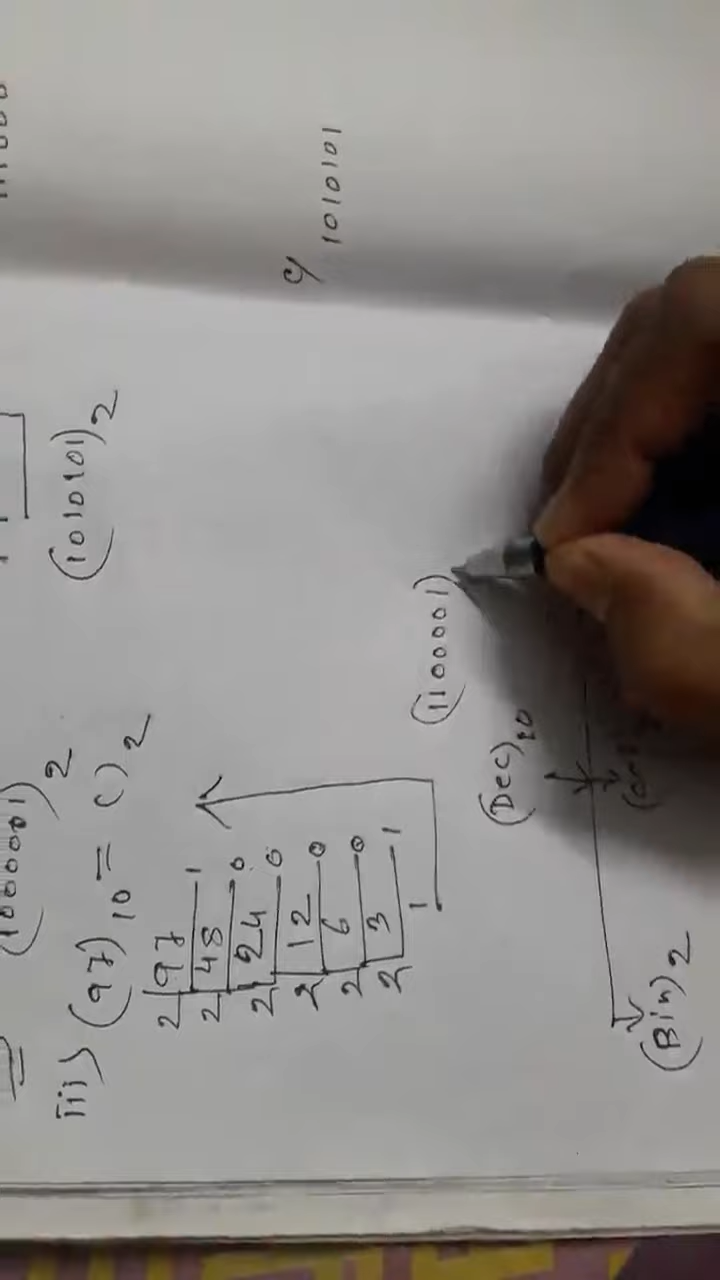 (1000001)2
(1010101)2
iii) (97)10 = ( )2
2 97 1
2 48 0
2 24 0
2 12 0
2 6 0
2 3 1
1
(1100001)
(Dec)10
(Bin)2
c/ 1010101